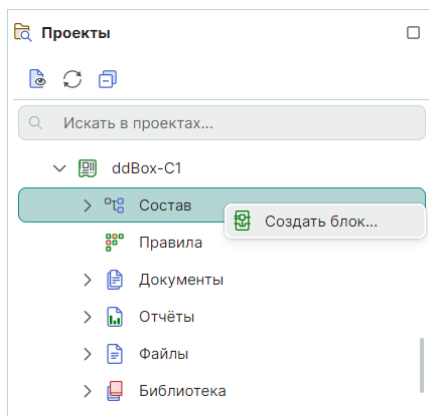 Проекты
Искать в проектах...
ddBox-C1
Состав
Создать блок...
Правила
Документы
Отчёты
Файлы
Библиотека